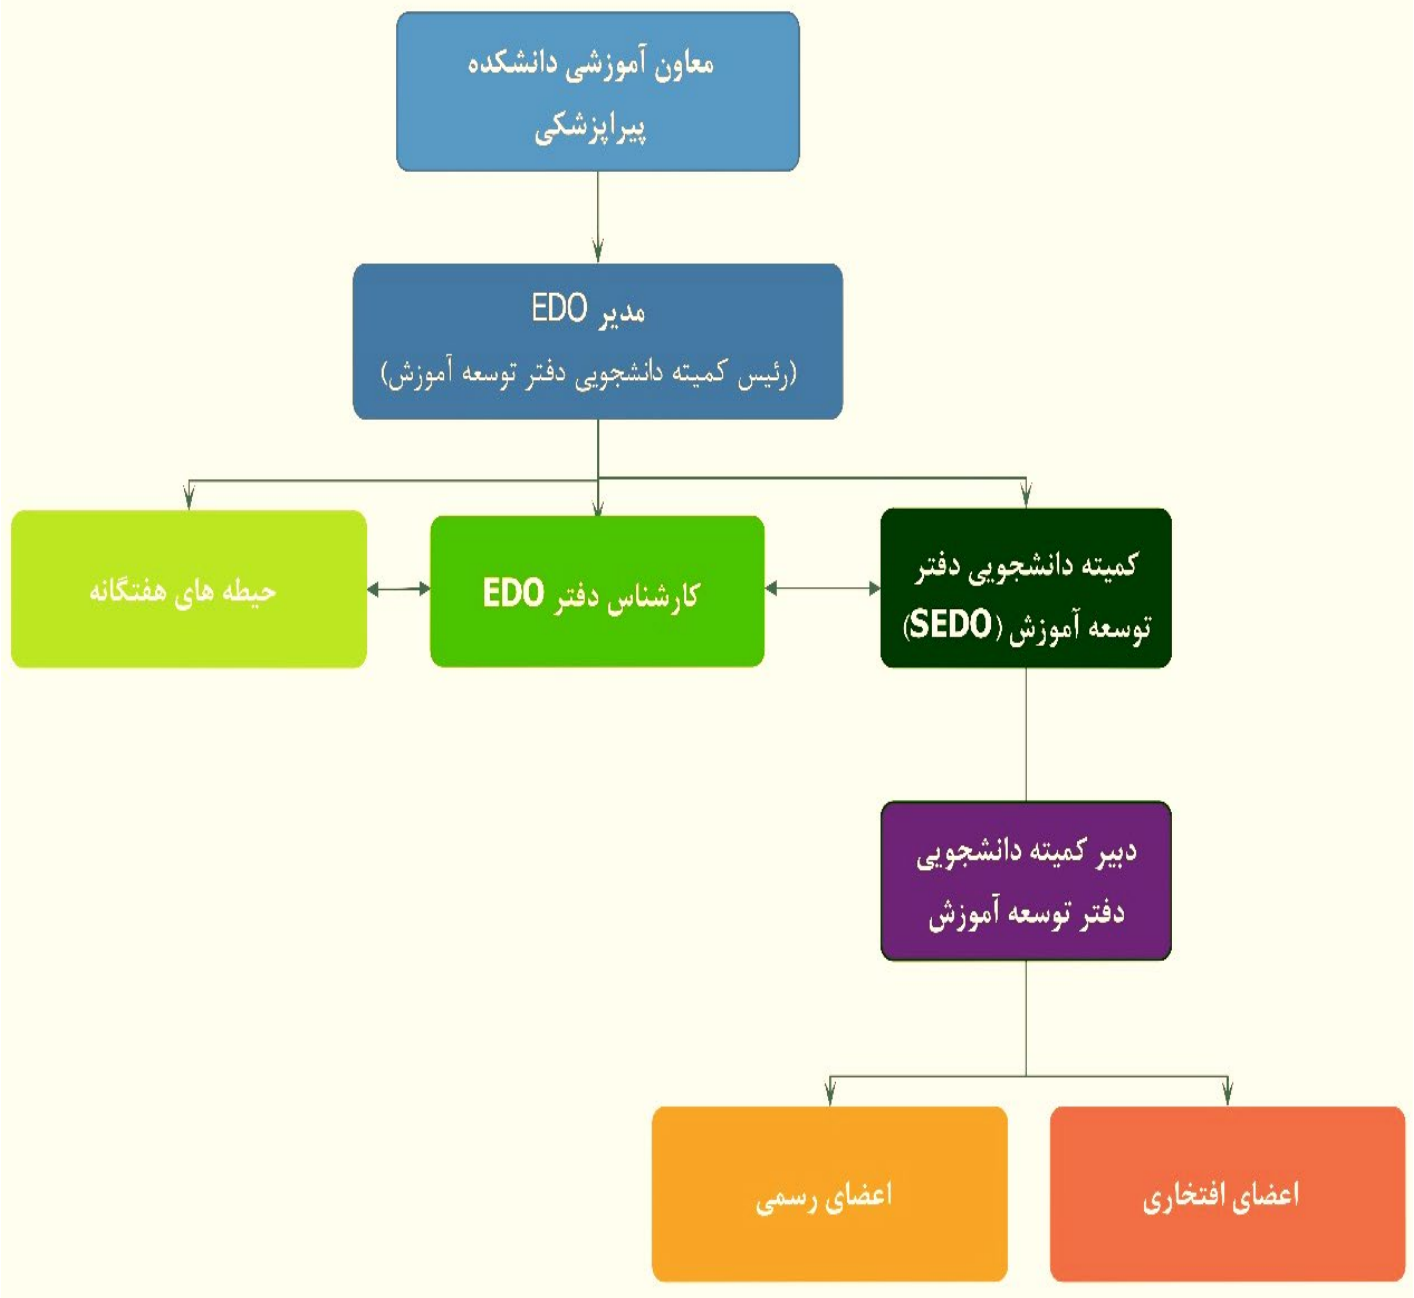 معاون آموزشی دانشکده
پیراپزشکی
مدیر EDO
(رئیس کمیته دانشجویی دفتر توسعه آموزش)
کمیته دانشجویی دفتر
توسعه آموزش (SEDO)
کارشناس دفتر EDO
حیطه های هفتگانه
دبیر کمیته دانشجویی
دفتر توسعه آموزش
اعضای افتخاری
اعضای رسمی